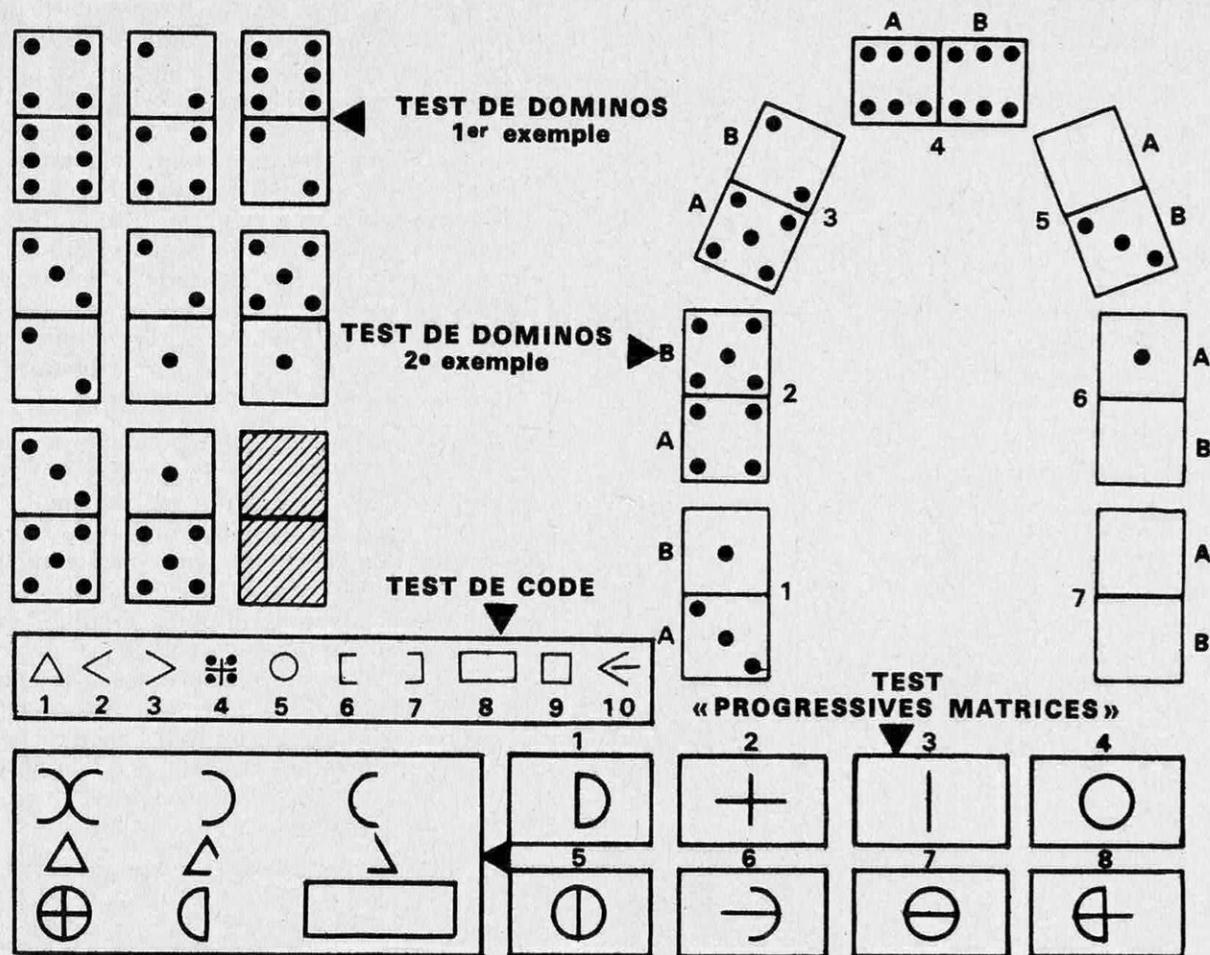 A B
TEST DE DOMINOS
1er exemple
4
B
A
3
A
5
B
TEST DE DOMINOS
2e exemple
B
2
A
A
6
B
B
1
A
A
7
B
TEST DE CODE
1 2 3 4 5 6 7 8 9 10
TEST
«PROGRESSIVES MATRICES»
1 2 3 4
5 6 7 8